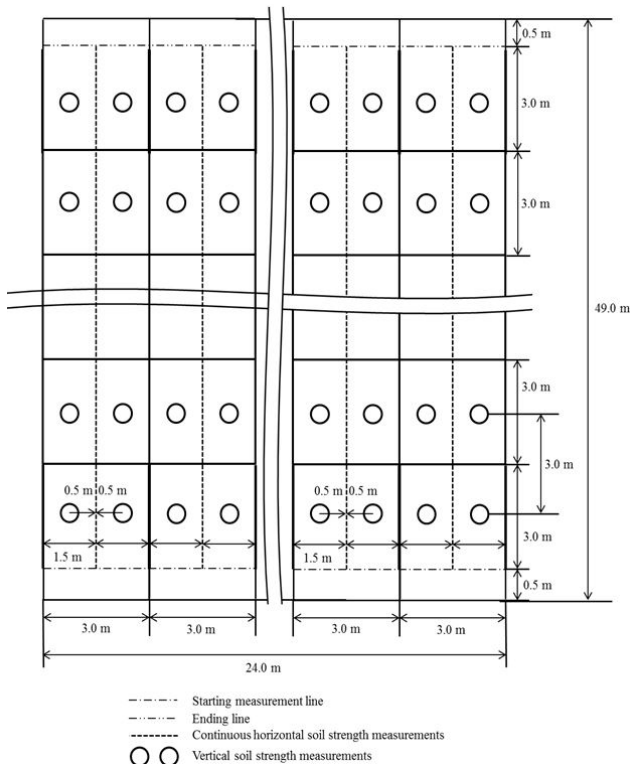 0.5 m
3.0 m
3.0 m
49.0 m
3.0 m
3.0 m
0.5 m 0.5 m
0.5 m 0.5 m
3.0 m
1.5 m
1.5 m
0.5 m
3.0 m
3.0 m
3.0 m
3.0 m
24.0 m
Starting measurement line
Ending line
Continuous horizontal soil strength measurements
Vertical soil strength measurements